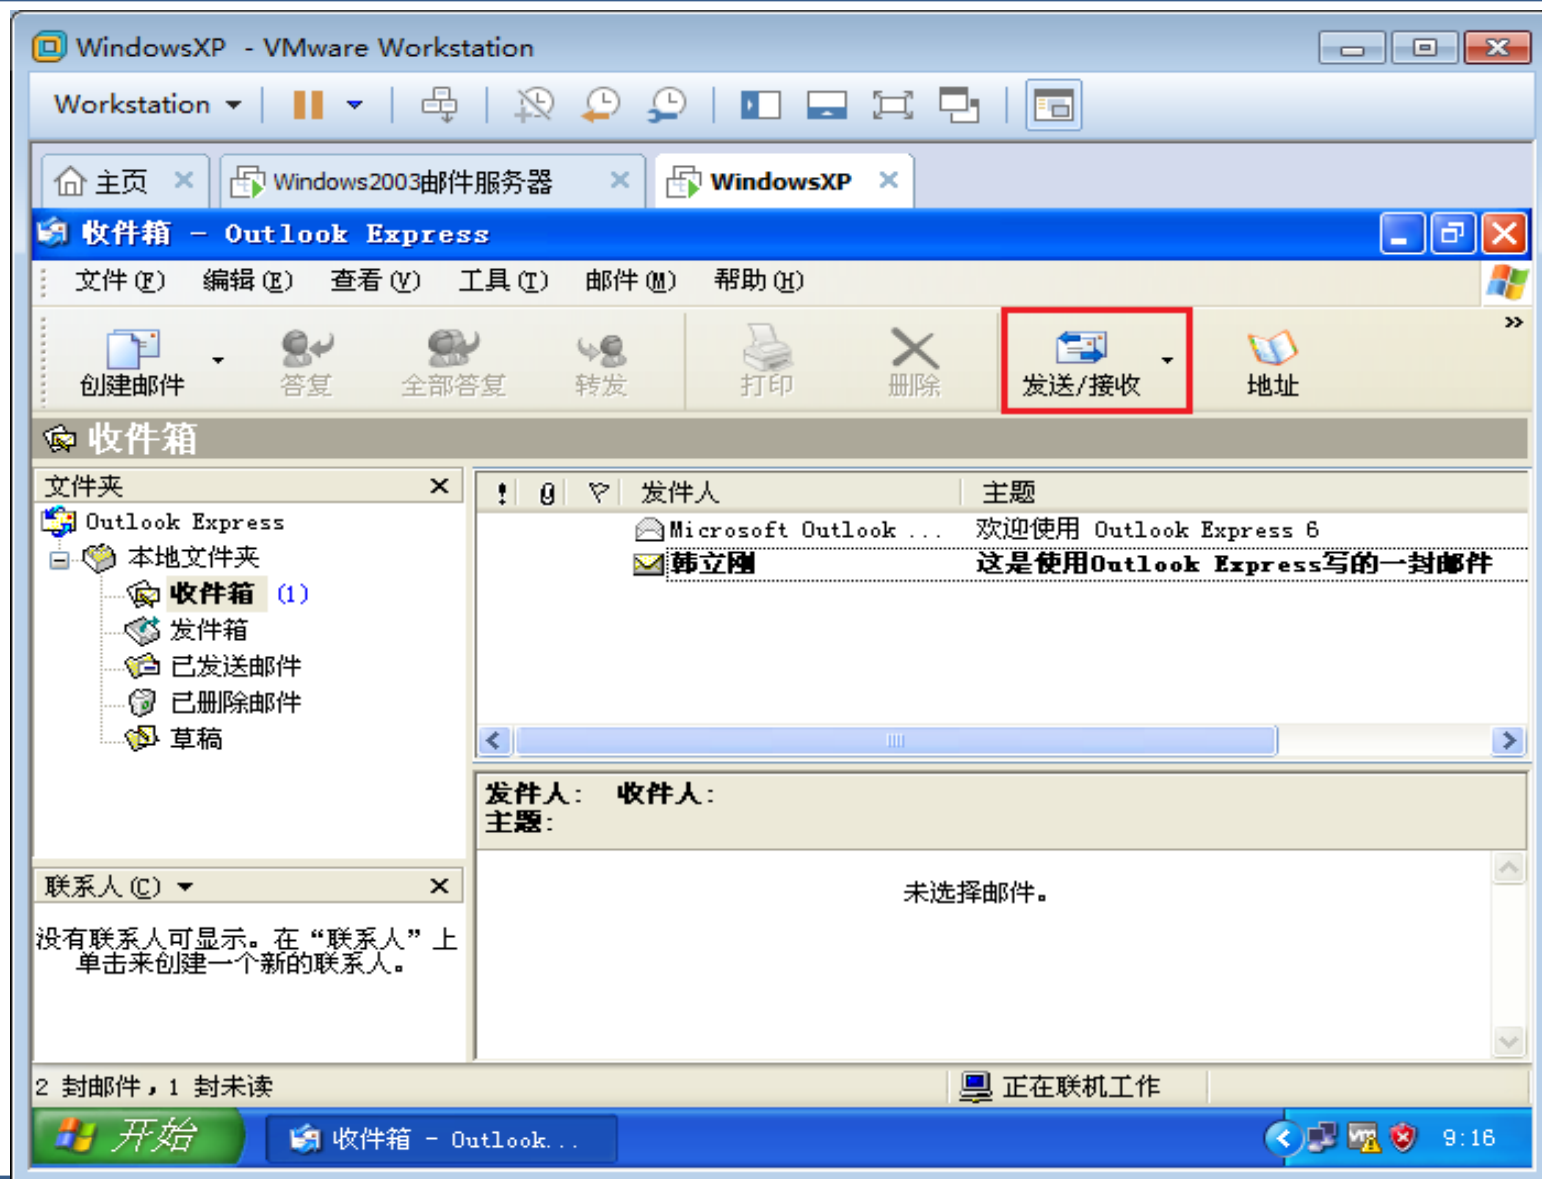 WindowsXP - VMware Workstation
Workstation
主页
Windows2003邮件服务器
WindowsXP
收件箱 - Outlook Express
文件(F) 编辑(E) 查看(V) 工具(T) 邮件(M) 帮助(H)
创建邮件 答复 全部答复 转发 打印 删除 发送/接收 地址
收件箱
文件夹
Outlook Express
本地文件夹
收件箱 (1)
发件箱
已发送邮件
已删除邮件
草稿
发件人 主题
Microsoft Outlook ... 欢迎使用 Outlook Express 6
韩立刚 这是使用Outlook Express写的一封邮件
发件人: 收件人:
主题:
未选择邮件。
联系人(C)
没有联系人可显示。在“联系人”上
单击来创建一个新的联系人。
2 封邮件，1 封未读
正在联机工作
开始 收件箱 - Outlook... 9:16